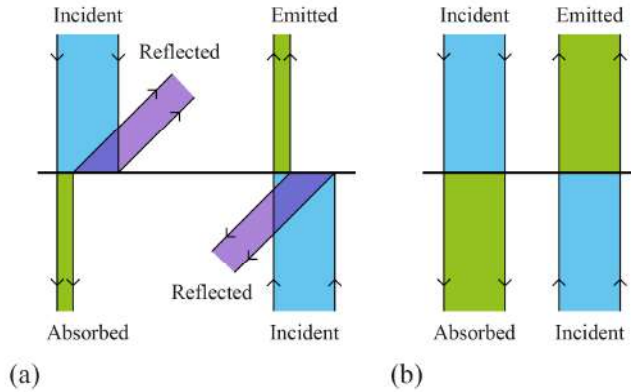 Incident
Emitted
Incident
Emitted
Reflected
Reflected
Absorbed
Incident
Absorbed
Incident
(a)
(b)